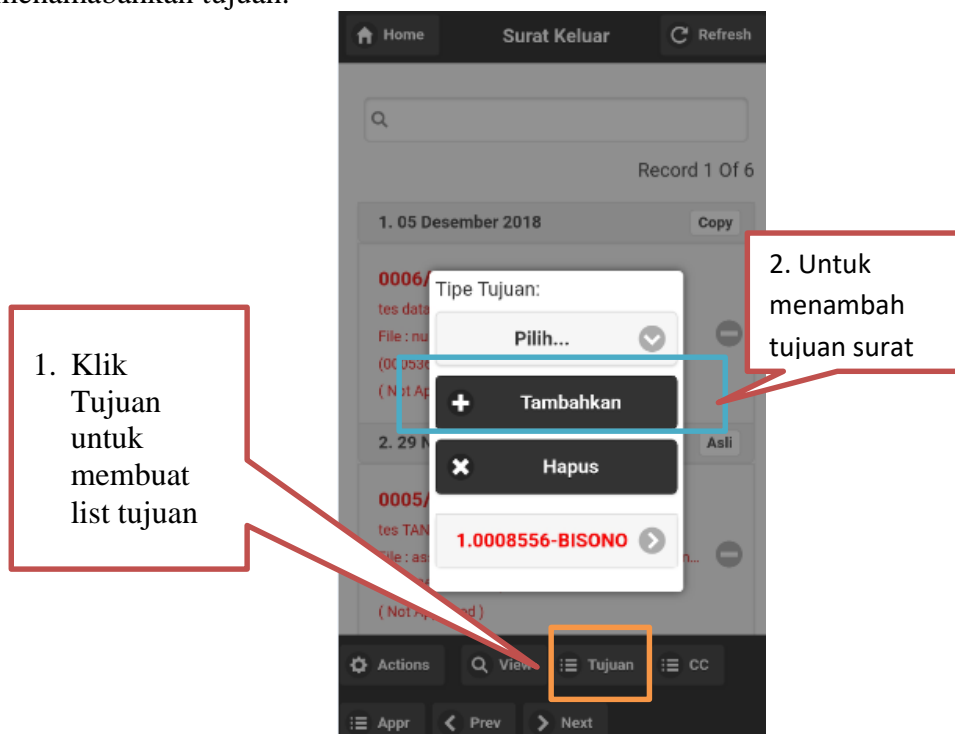 Home Surat Keluar Refresh
Record 1 Of 6
1. 05 Desember 2018 Copy
0006/
tes data
File : nu
(000536
( Not Ap
Tipe Tujuan:
Pilih...
Tambahkan
Hapus
1.0008556-BISONO
2. 29 N Asli
0005/
tes TAN
File : as
( Not Ap ed )
Actions View Tujuan CC
Appr Prev Next
1. Klik
Tujuan
untuk
membuat
list tujuan
2. Untuk
menambah
tujuan surat